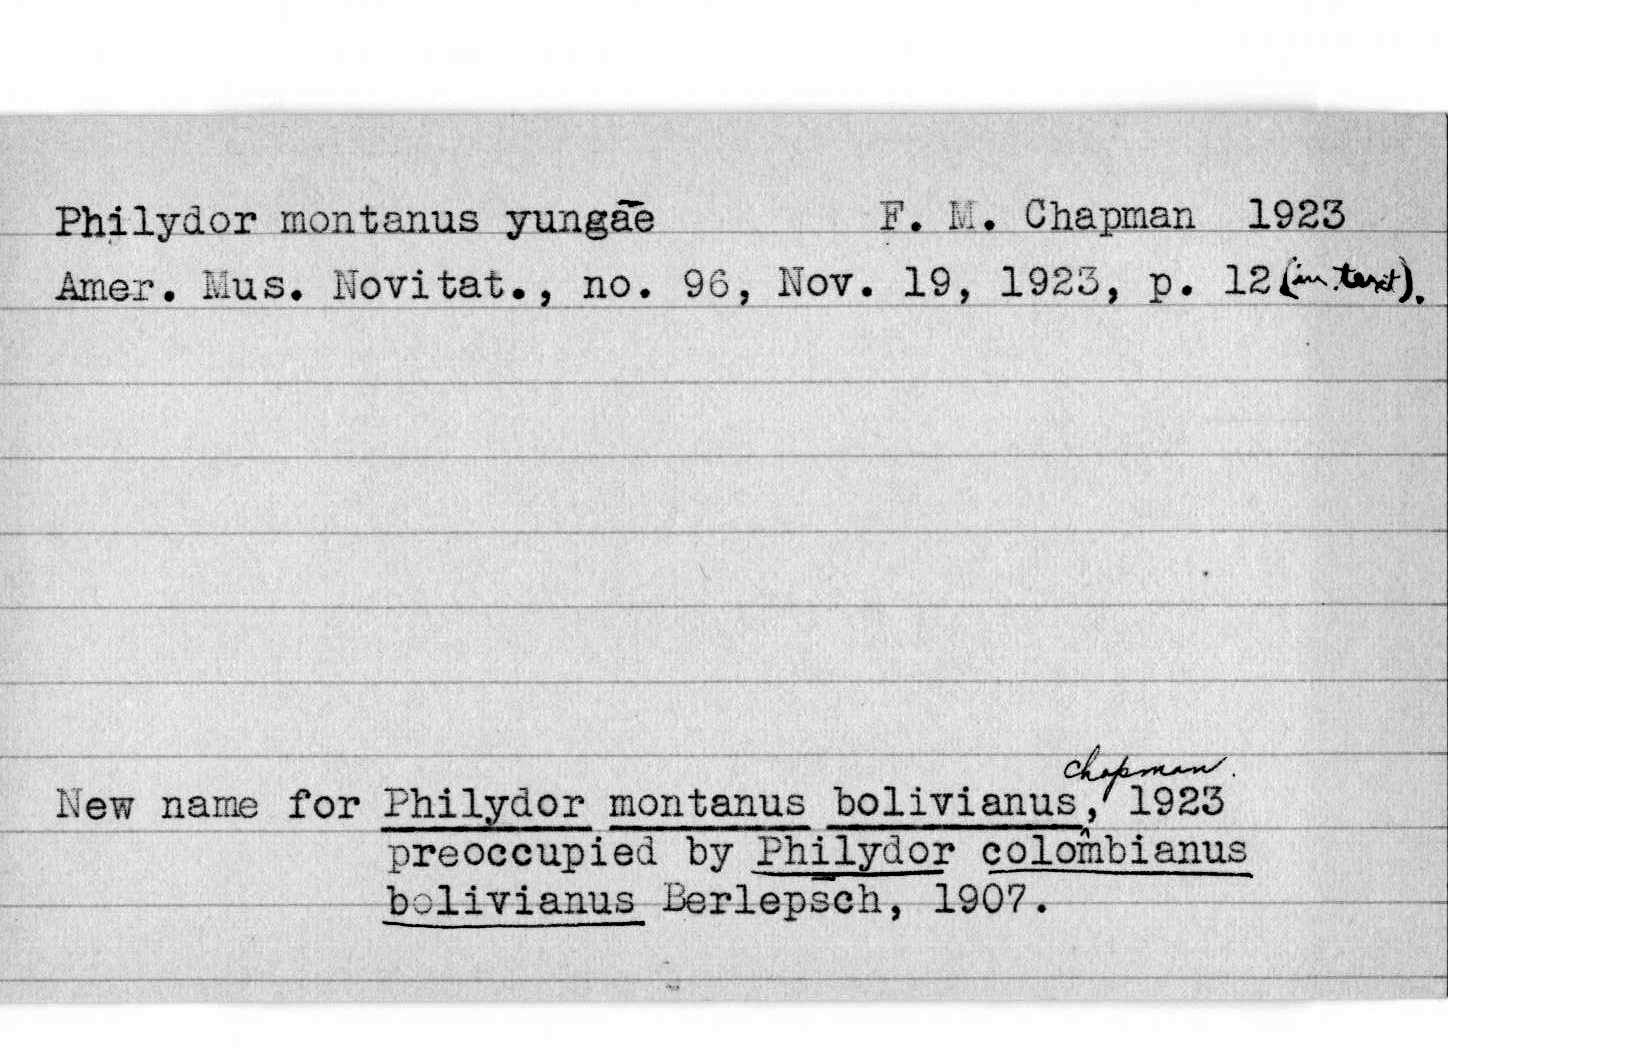 Philydor montanus yungae F. M. Chapman 1923
Amer. Mus. Novitat., no. 96, Nov. 19, 1923, p. 12 (in text).
Chapman.
New name for Philydor montanus bolivianus, 1923
preoccupied by Philydor colombianus
bolivianus Berlepsch, 1907.